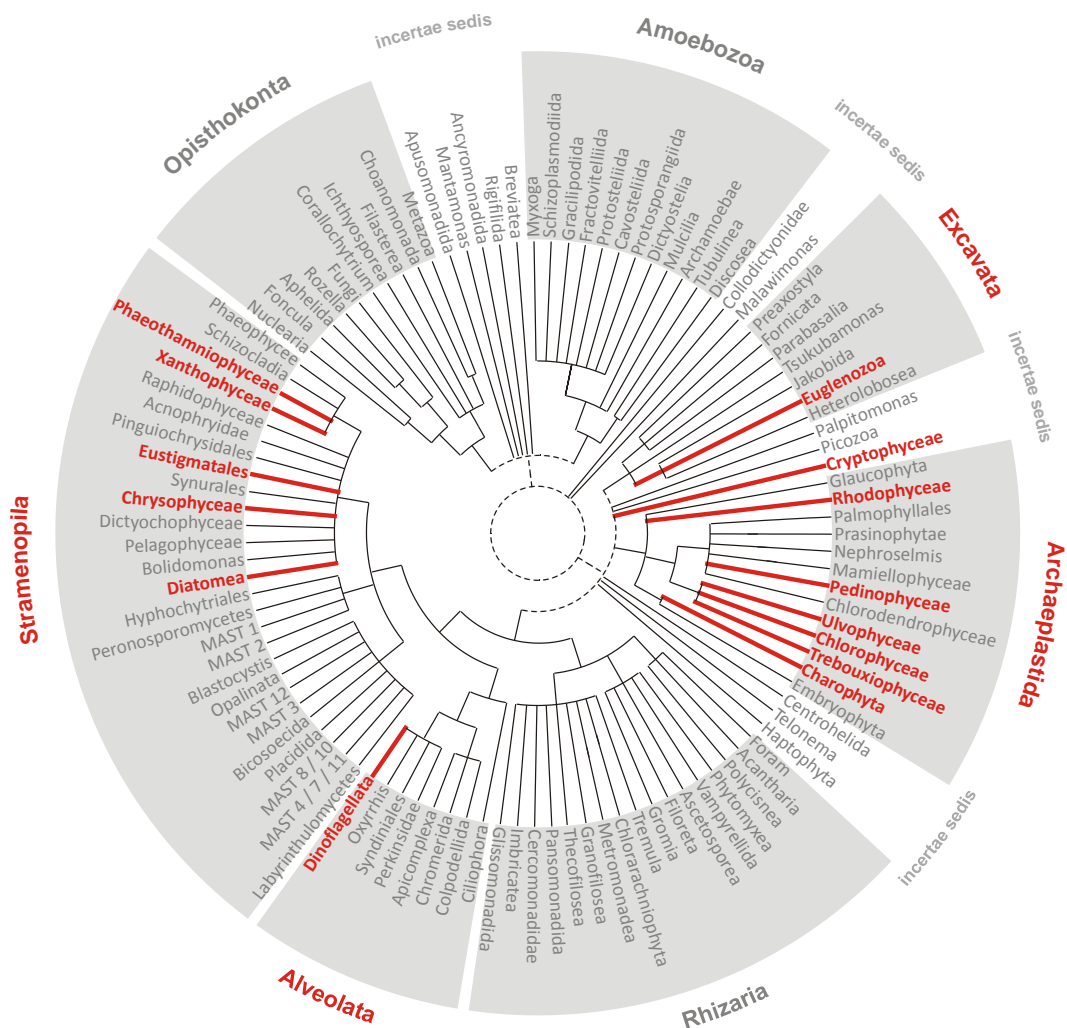 incertae sedis
Amoebozoa
incertae sedis
Excavata
incertae sedis
Archaeplastida
incertae sedis
Rhizaria
Alveolata
Stramenopila
Opisthokonta
Breviatea
Myxoga
Schizoplasmodiida
Gracilipodida
Fractovitelliida
Protosteliida
Cavosteliida
Protosporangiida
Dictyostelia
Mulcila
Archamoebae
Tubulinea
Discosea
Collodictyonidae
Malawimonas
Preaxostyla
Fornicata
Parabasalia
Tsukubamonas
Jakobida
Euglenozoa
Heterolobosea
Palpitomonas
Picozoa
Cryptophyceae
Glaucophyta
Rhodophyceae
Palmophyllales
Prasinophytae
Nephroselmis
Mamiellophyceae
Pedinophyceae
Chlorodendrophyceae
Ulvophyceae
Chlorophyceae
Trebouxiophyceae
Charophyta
Embryophyta
Centrohelida
Telonema
Haptophyta
Foram
Acantharia
Polycisnea
Phytomyxea
Vampyrellida
Ascetosporea
Filoreta
Gromia
Tremula
Chlorarachniophyta
Metromonadea
Granofilosea
Thecofilosea
Pansomonadida
Cercomonadidae
Imbricatea
Glissomonadida
Ciliophora
Colpodellida
Chromerida
Apicomplexa
Perkinsidae
Syndiniales
Oxyrrhis
Dinoflagellata
Labyrinthulomycetes
MAST 4 / 7 / 11
MAST 8 / 10
Placidida
Bicosoecida
MAST 3
MAST 12
Opalinata
Blastocystis
MAST 2
MAST 1
Peronosporomycetes
Hyphochytriales
Diatomea
Bolidomonas
Pelagophyceae
Dictyochophyceae
Chrysophyceae
Synurales
Eustigmatales
Pinguiochrysidales
Acnophryidae
Raphidophyceae
Xanthophyceae
Phaeothamniophyceae
Schizocladia
Phaeophycee
Nuclearia
Foncula
Aphelida
Rozella
Fungi
Corallochytrium
Ichthyosporea
Filasterea
Choanomonada
Metazoa
Apusomonadida
Mantamonas
Ancyromonadida
Rigifilida